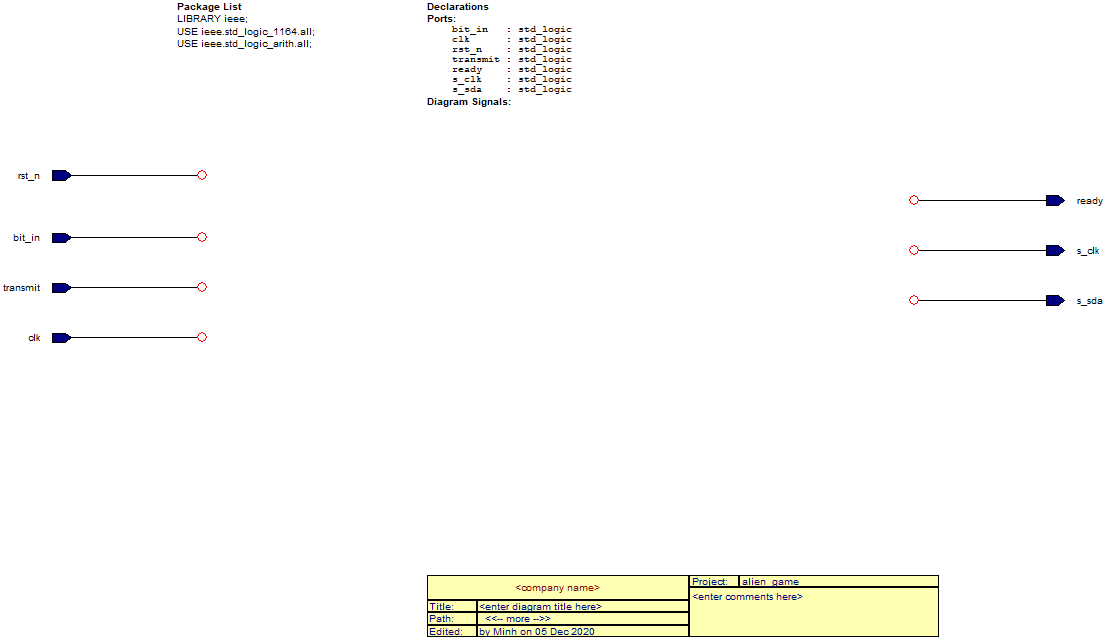 Package List
LIBRARY ieee;
USE ieee.std_logic_1164.all;
USE ieee.std_logic_arith.all;
Declarations
Ports:
bit_in : std_logic
clk : std_logic
rst_n : std_logic
transmit : std_logic
ready : std_logic
s_clk : std_logic
s_sda : std_logic
Diagram Signals:
rst_n
bit_in
transmit
clk
ready
s_clk
s_sda
<company name>
Title: <enter diagram title here>
Path: <<-- more -->>
Edited: by Minh on 05 Dec 2020
Project: alien_game
<enter comments here>